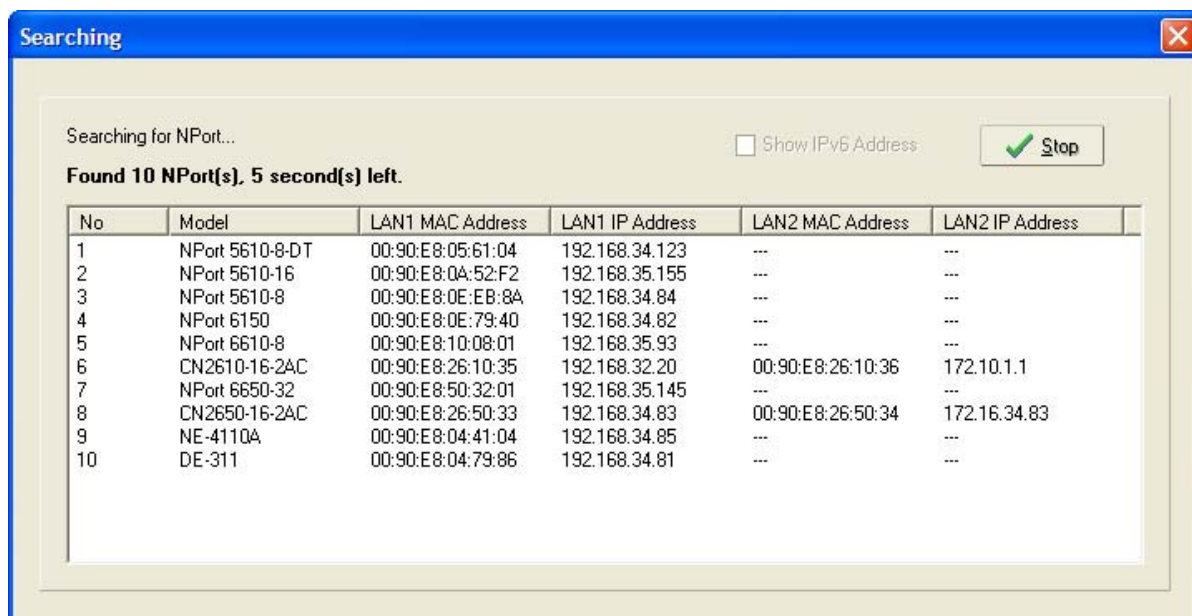 Searching
Searching for NPort...
Show IPv6 Address
Stop
Found 10 NPort(s), 5 second(s) left.
No Model LAN1 MAC Address LAN1 IP Address LAN2 MAC Address LAN2 IP Address
1 NPort 5610-8-DT 00:90:E8:05:61:04 192.168.34.123 --- ---
2 NPort 5610-16 00:90:E8:0A:52:F2 192.168.35.155 --- ---
3 NPort 5610-8 00:90:E8:0E:EB:8A 192.168.34.84 --- ---
4 NPort 6150 00:90:E8:0E:79:40 192.168.34.82 --- ---
5 NPort 6610-8 00:90:E8:10:08:01 192.168.35.93 --- ---
6 CN2610-16-2AC 00:90:E8:26:10:35 192.168.32.20 00:90:E8:26:10:36 172.10.1.1
7 NPort 6650-32 00:90:E8:50:32:01 192.168.35.145 --- ---
8 CN2650-16-2AC 00:90:E8:26:50:33 192.168.34.83 00:90:E8:26:50:34 172.16.34.83
9 NE-4110A 00:90:E8:04:41:04 192.168.34.85 --- ---
10 DE-311 00:90:E8:04:79:86 192.168.34.81 --- ---